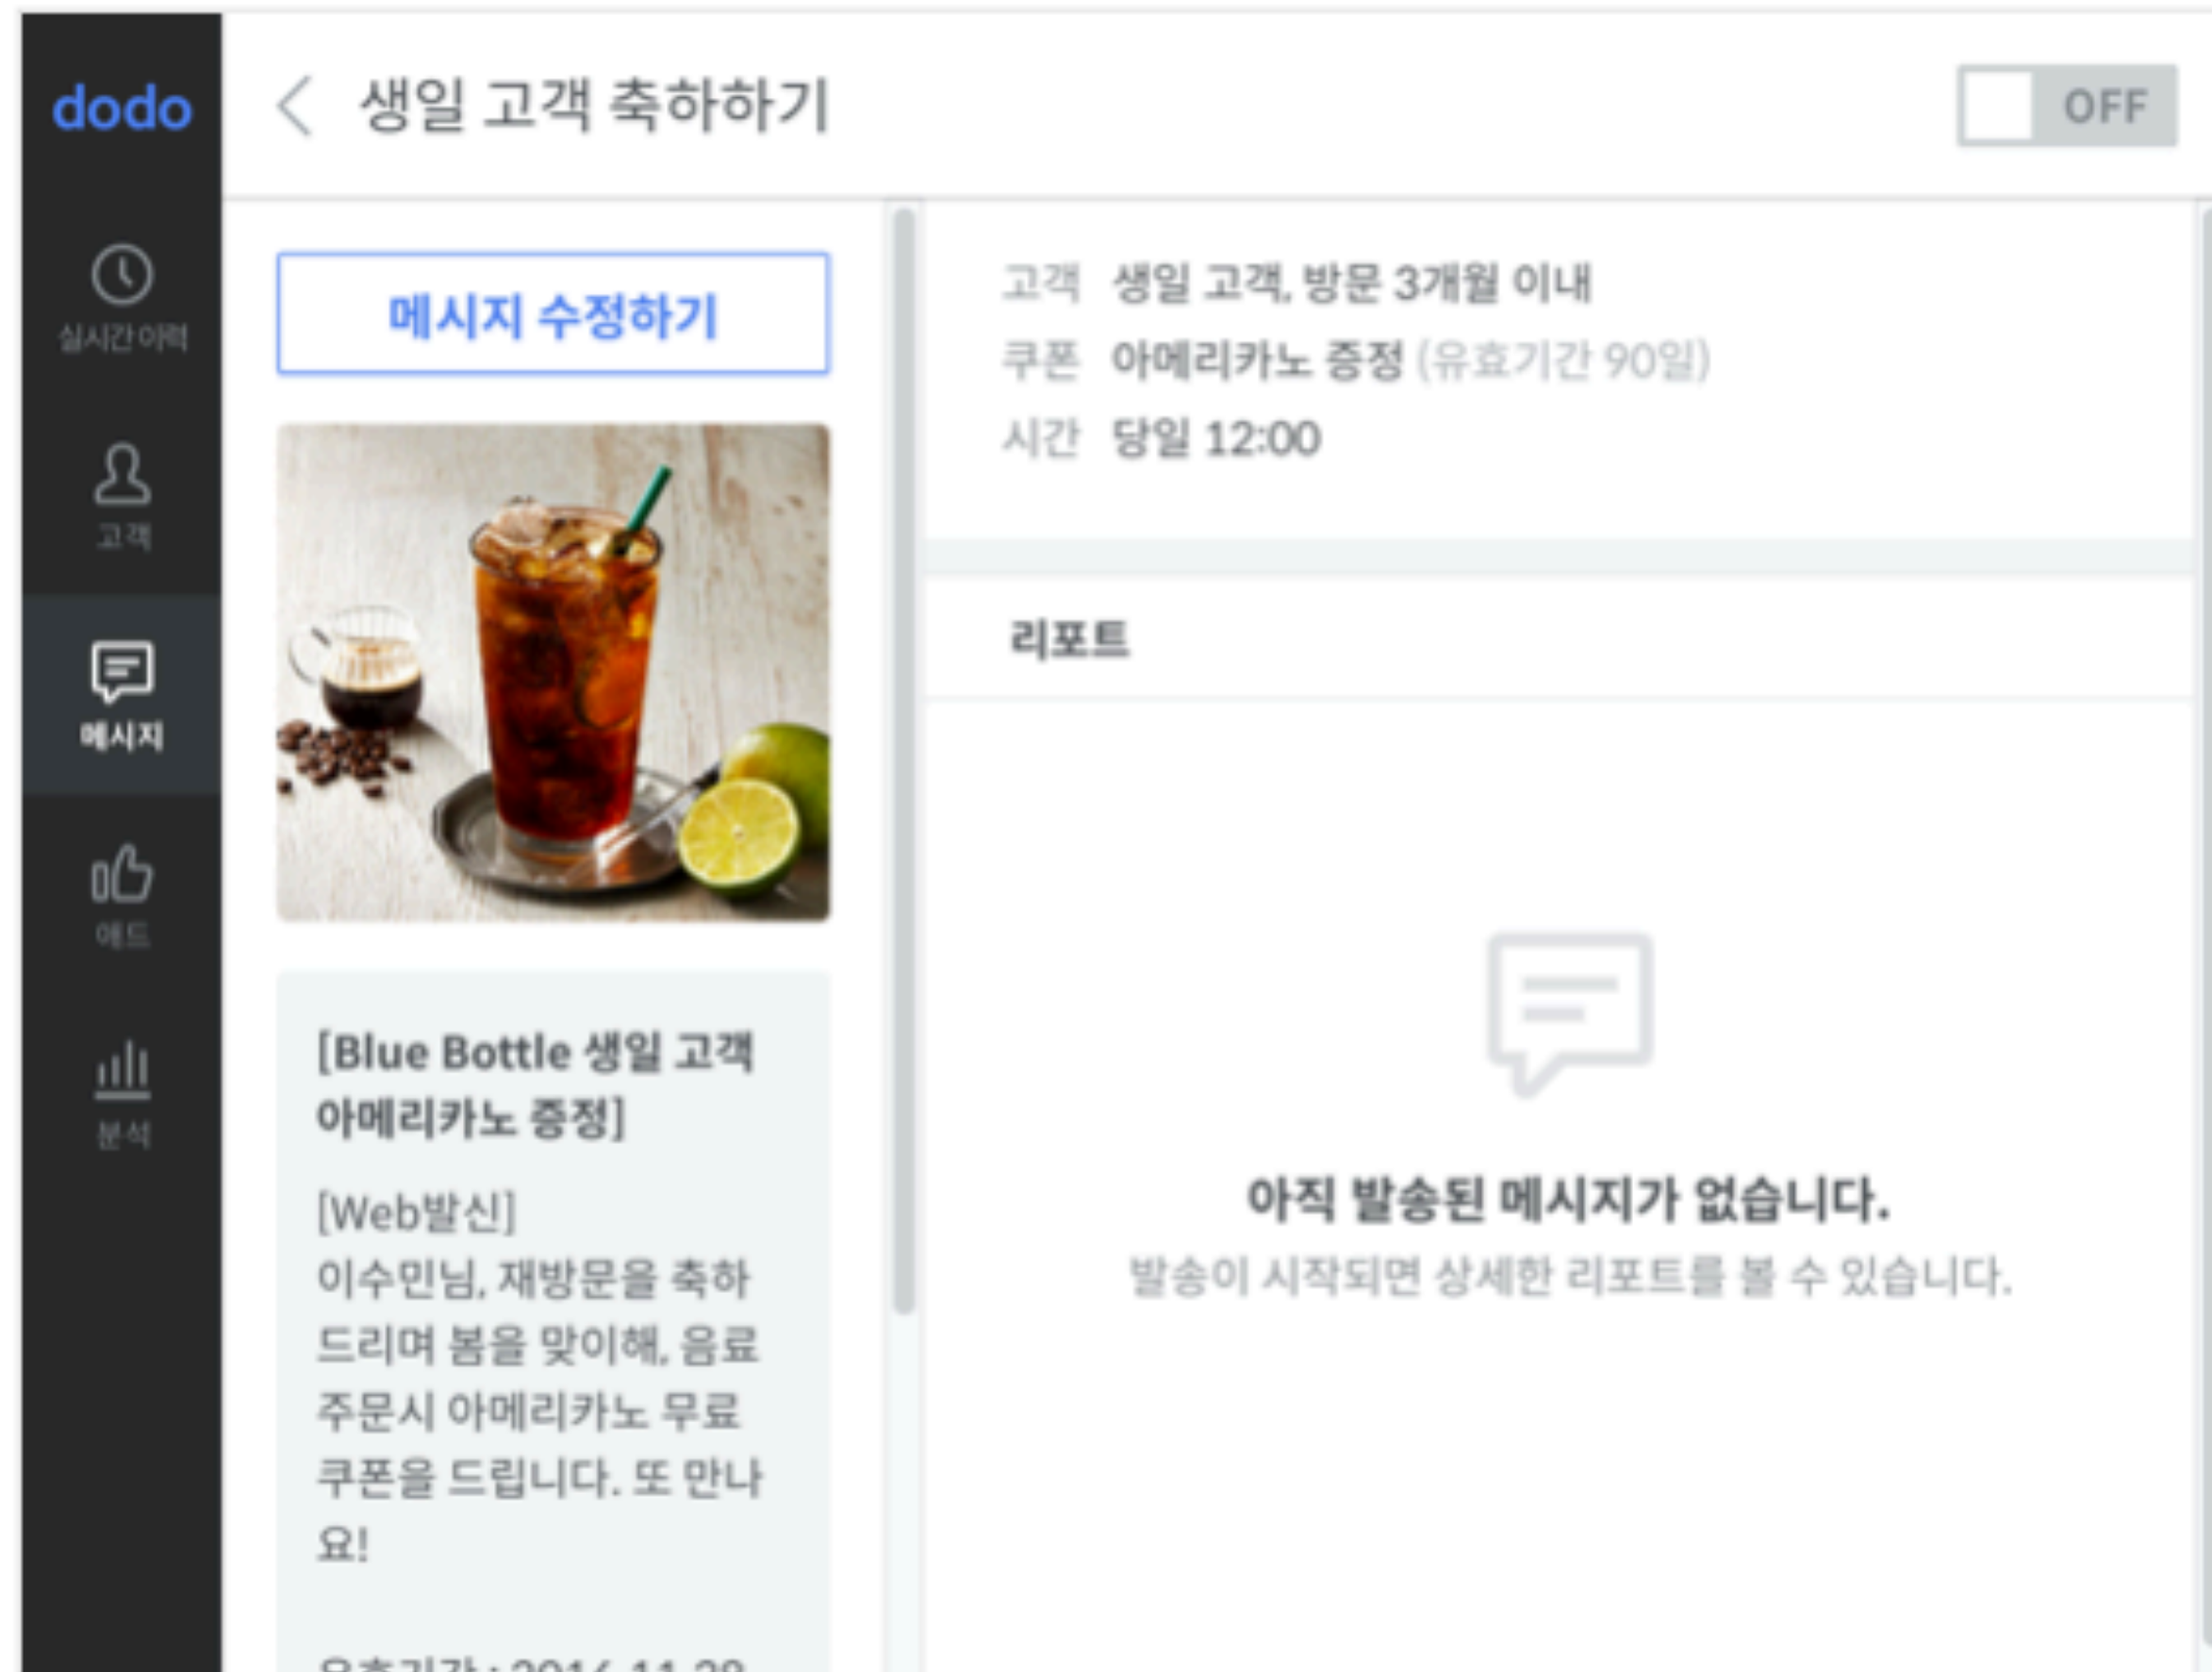 dodo
실시간 이력
고객
메시지
애드
분석
생일 고객 축하하기
OFF
메시지 수정하기
[Blue Bottle 생일 고객
아메리카노 증정]
[Web발신]
이수민님, 재방문을 축하
드리며 봄을 맞이해, 음료
주문시 아메리카노 무료
쿠폰을 드립니다. 또 만나
요!
유효기간 : 2016.11.28
고객 생일 고객, 방문 3개월 이내
쿠폰 아메리카노 증정 (유효기간 90일)
시간 당일 12:00
리포트
아직 발송된 메시지가 없습니다.
발송이 시작되면 상세한 리포트를 볼 수 있습니다.